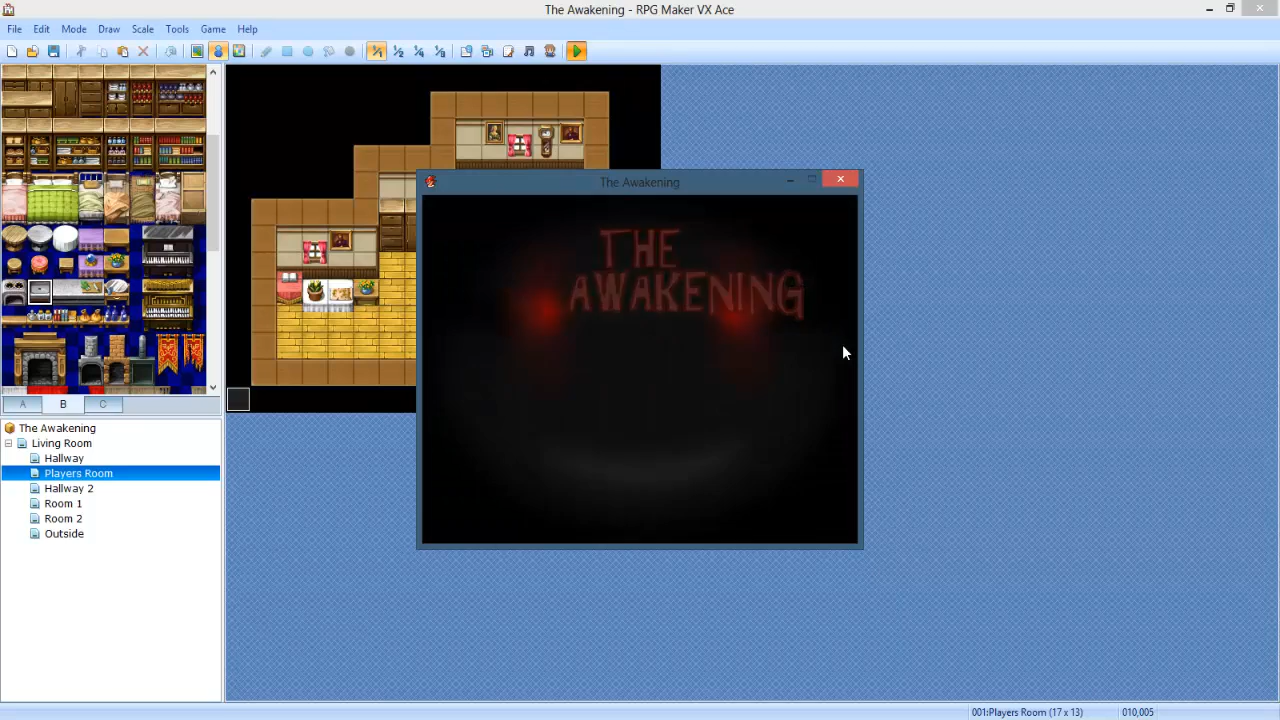 The Awakening - RPG Maker VX Ace
File Edit Mode Draw Scale Tools Game Help
The Awakening
THE
AWAKENING
A B C
The Awakening
Living Room
Hallway
Players Room
Hallway 2
Room 1
Room 2
Outside
001:Players Room (17 x 13) 010,005